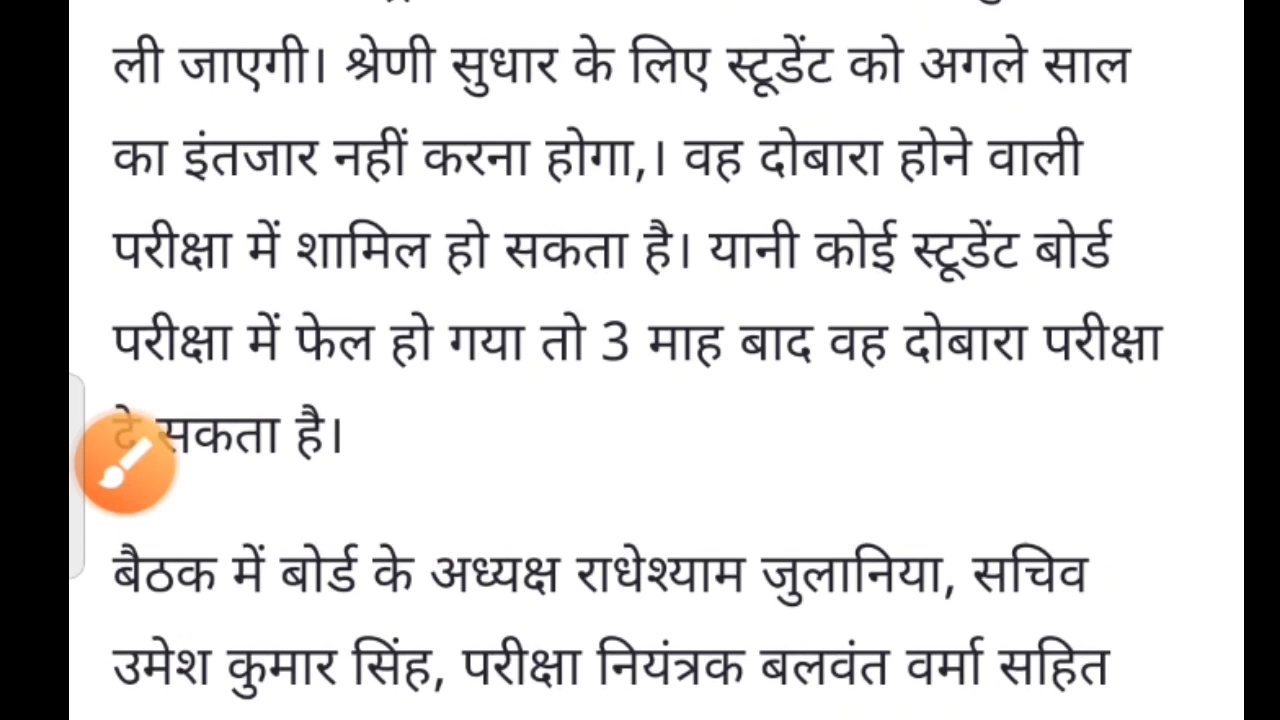 ली जाएगी। श्रेणी सुधार के लिए स्टूडेंट को अगले साल
का इंतजार नहीं करना होगा,। वह दोबारा होने वाली
परीक्षा में शामिल हो सकता है। यानी कोई स्टूडेंट बोर्ड
परीक्षा में फेल हो गया तो 3 माह बाद वह दोबारा परीक्षा
दे सकता है।
बैठक में बोर्ड के अध्यक्ष राधेश्याम जुलानिया, सचिव
उमेश कुमार सिंह, परीक्षा नियंत्रक बलवंत वर्मा सहित